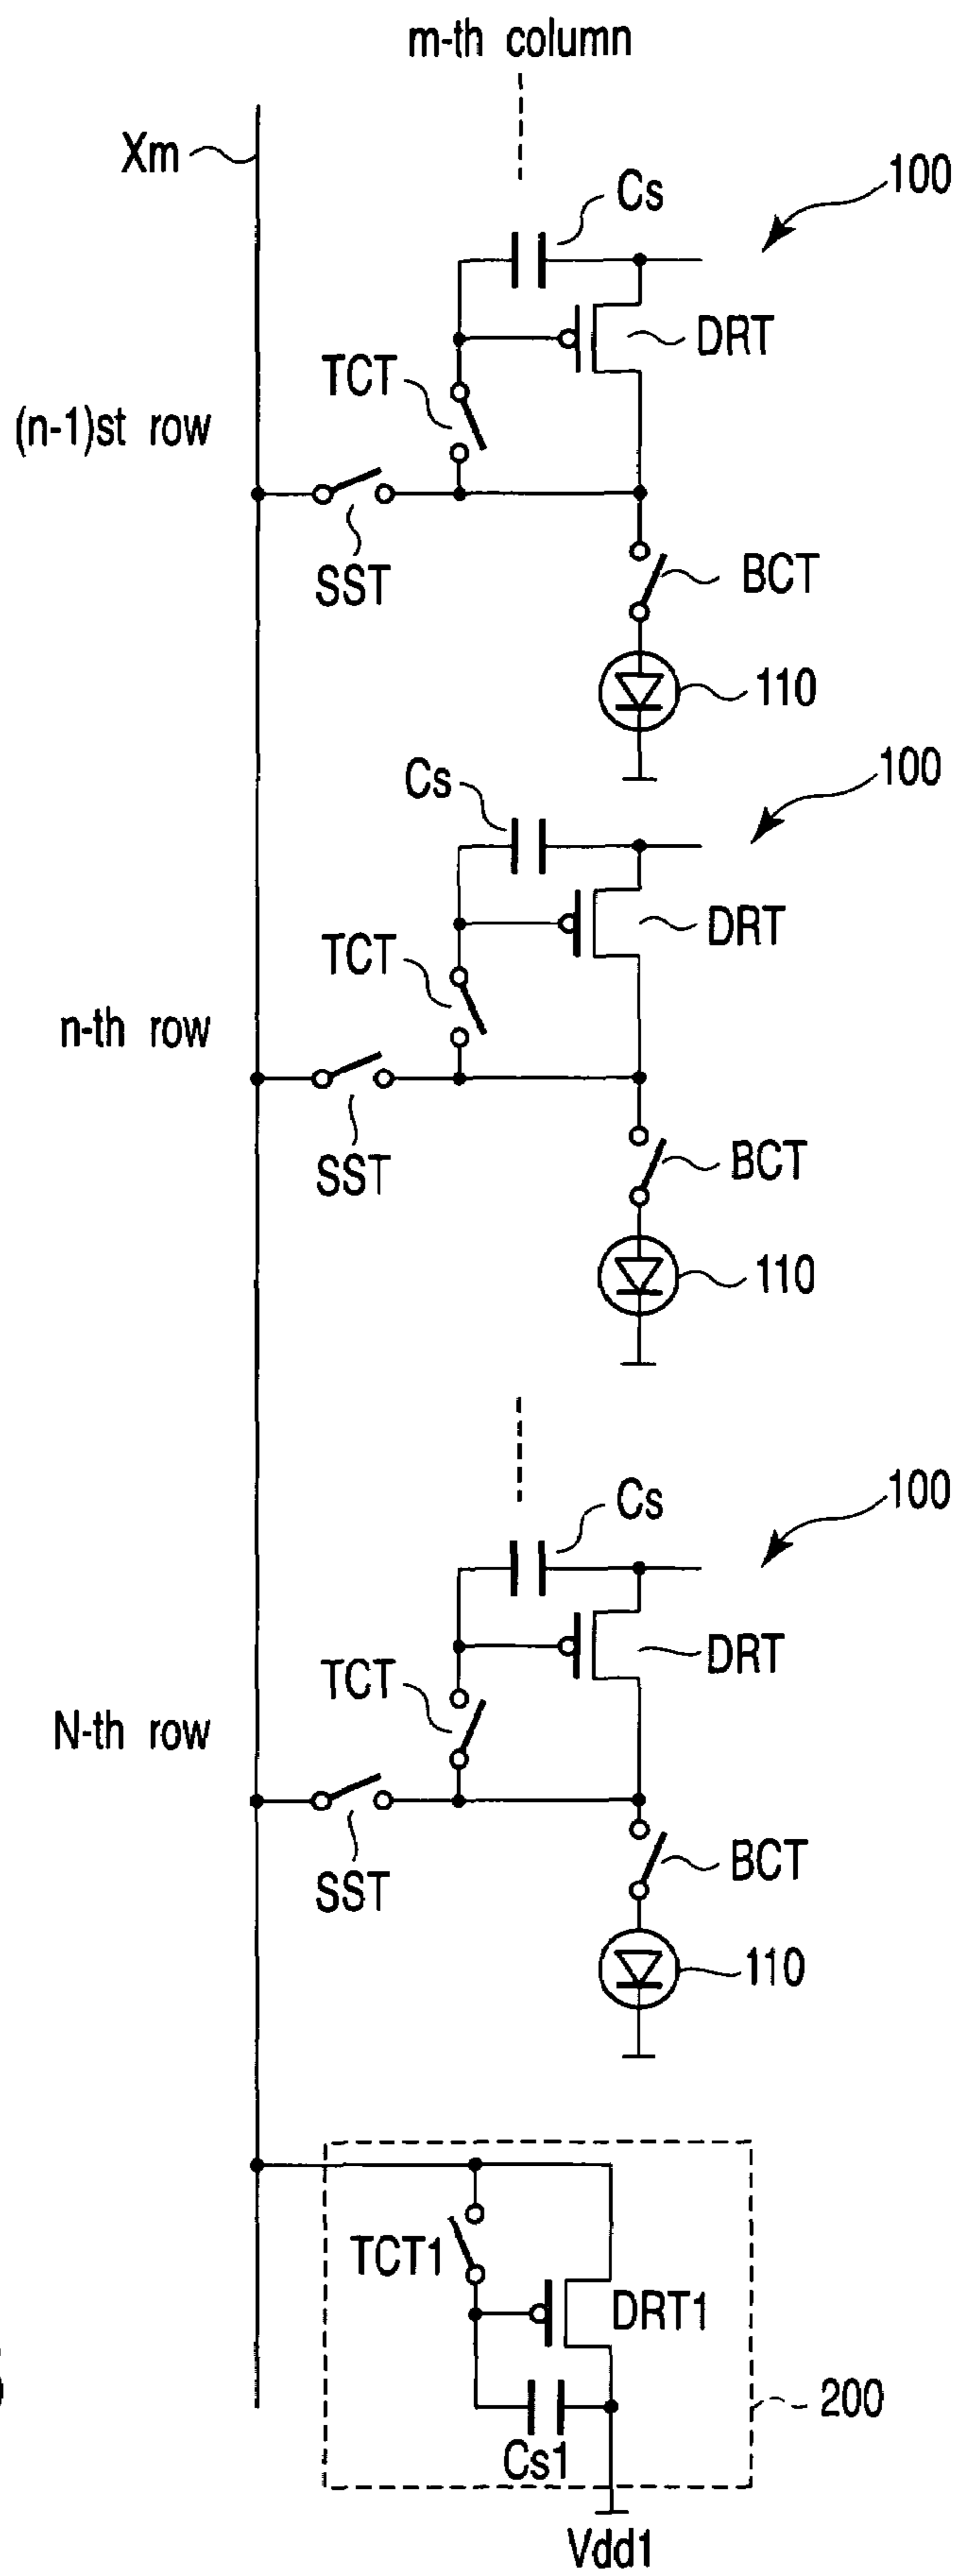 m-th column
Xm
Cs
100
DRT
TCT
(n-1)st row
SST
BCT
110
Cs
100
DRT
TCT
n-th row
SST
BCT
110
Cs
100
DRT
TCT
N-th row
SST
BCT
110
TCT1
DRT1
200
Cs1
Vdd1